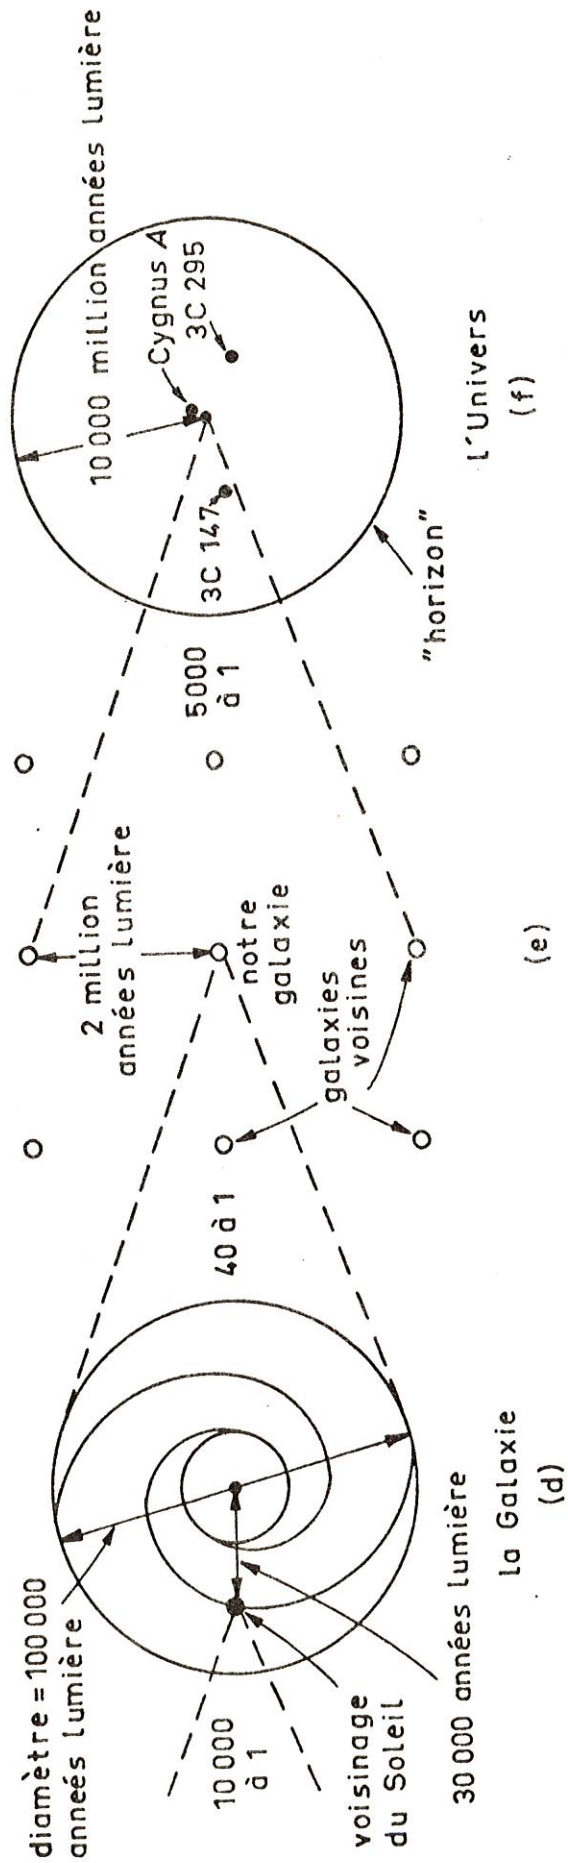 diamètre = 100 000
anneés lumière
10 000
à 1
voisinage
du Soleil
30 000 années lumière
la Galaxie
(d)
40 à 1
2 million
années lumière
notre
galaxie
galaxies
voisines
(e)
5000
à 1
10 000 million années lumière
Cygnus A
3C 295
3C 147
"horizon"
l'Univers
(f)